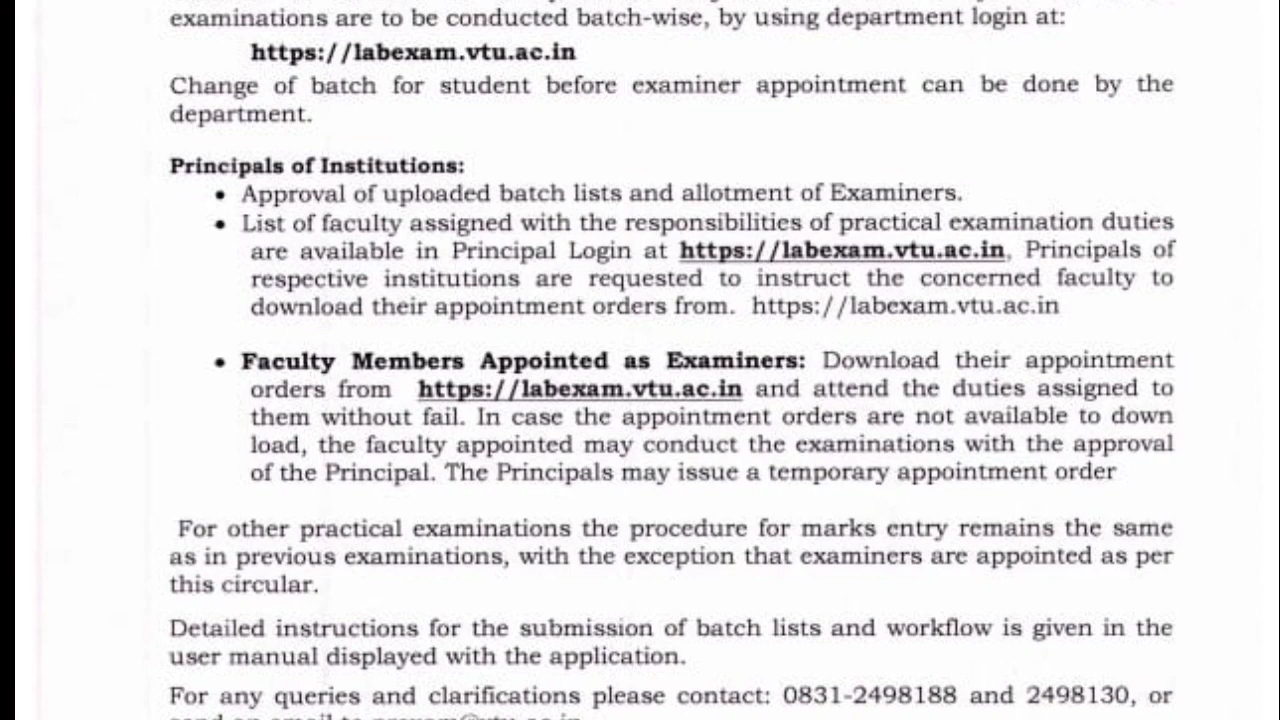 examinations are to be conducted batch-wise, by using department login at:
https://labexam.vtu.ac.in
Change of batch for student before examiner appointment can be done by the
department.
Principals of Institutions:
• Approval of uploaded batch lists and allotment of Examiners.
• List of faculty assigned with the responsibilities of practical examination duties
are available in Principal Login at https://labexam.vtu.ac.in, Principals of
respective institutions are requested to instruct the concerned faculty to
download their appointment orders from. https://labexam.vtu.ac.in
• Faculty Members Appointed as Examiners: Download their appointment
orders from https://labexam.vtu.ac.in and attend the duties assigned to
them without fail. In case the appointment orders are not available to down
load, the faculty appointed may conduct the examinations with the approval
of the Principal. The Principals may issue a temporary appointment order
For other practical examinations the procedure for marks entry remains the same
as in previous examinations, with the exception that examiners are appointed as per
this circular.
Detailed instructions for the submission of batch lists and workflow is given in the
user manual displayed with the application.
For any queries and clarifications please contact: 0831-2498188 and 2498130, or